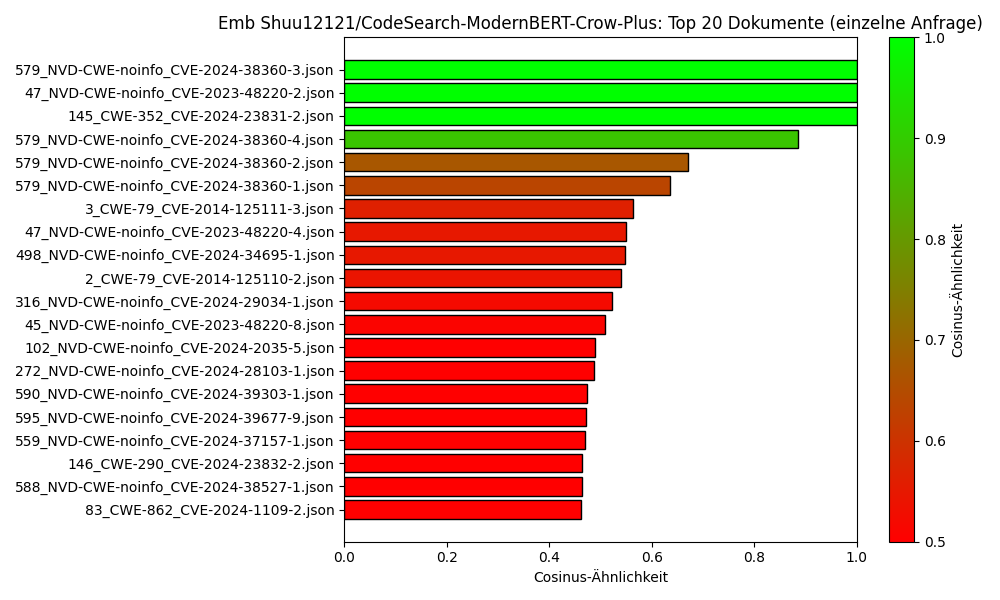 Emb Shuu12121/CodeSearch-ModernBERT-Crow-Plus: Top 20 Dokumente (einzelne Anfrage)
579_NVD-CWE-noinfo_CVE-2024-38360-3.json
47_NVD-CWE-noinfo_CVE-2023-48220-2.json
145_CWE-352_CVE-2024-23831-2.json
579_NVD-CWE-noinfo_CVE-2024-38360-4.json
579_NVD-CWE-noinfo_CVE-2024-38360-2.json
579_NVD-CWE-noinfo_CVE-2024-38360-1.json
3_CWE-79_CVE-2014-125111-3.json
47_NVD-CWE-noinfo_CVE-2023-48220-4.json
498_NVD-CWE-noinfo_CVE-2024-34695-1.json
2_CWE-79_CVE-2014-125110-2.json
316_NVD-CWE-noinfo_CVE-2024-29034-1.json
45_NVD-CWE-noinfo_CVE-2023-48220-8.json
102_NVD-CWE-noinfo_CVE-2024-2035-5.json
272_NVD-CWE-noinfo_CVE-2024-28103-1.json
590_NVD-CWE-noinfo_CVE-2024-39303-1.json
595_NVD-CWE-noinfo_CVE-2024-39677-9.json
559_NVD-CWE-noinfo_CVE-2024-37157-1.json
146_CWE-290_CVE-2024-23832-2.json
588_NVD-CWE-noinfo_CVE-2024-38527-1.json
83_CWE-862_CVE-2024-1109-2.json
0.0 0.2 0.4 0.6 0.8 1.0
Cosinus-Ähnlichkeit
1.0
0.9
0.8
0.7
0.6
0.5
Cosinus-Ähnlichkeit